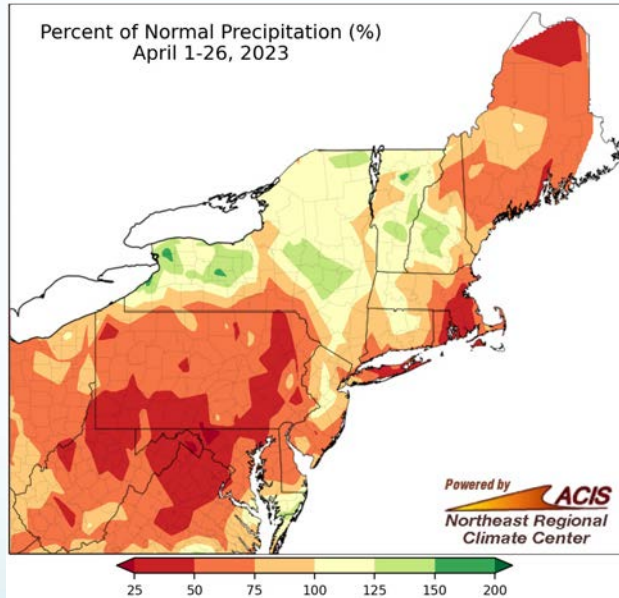 Percent of Normal Precipitation (%)
April 1-26, 2023
Powered by
ACIS
Northeast Regional
Climate Center
25 50 75 100 125 150 200